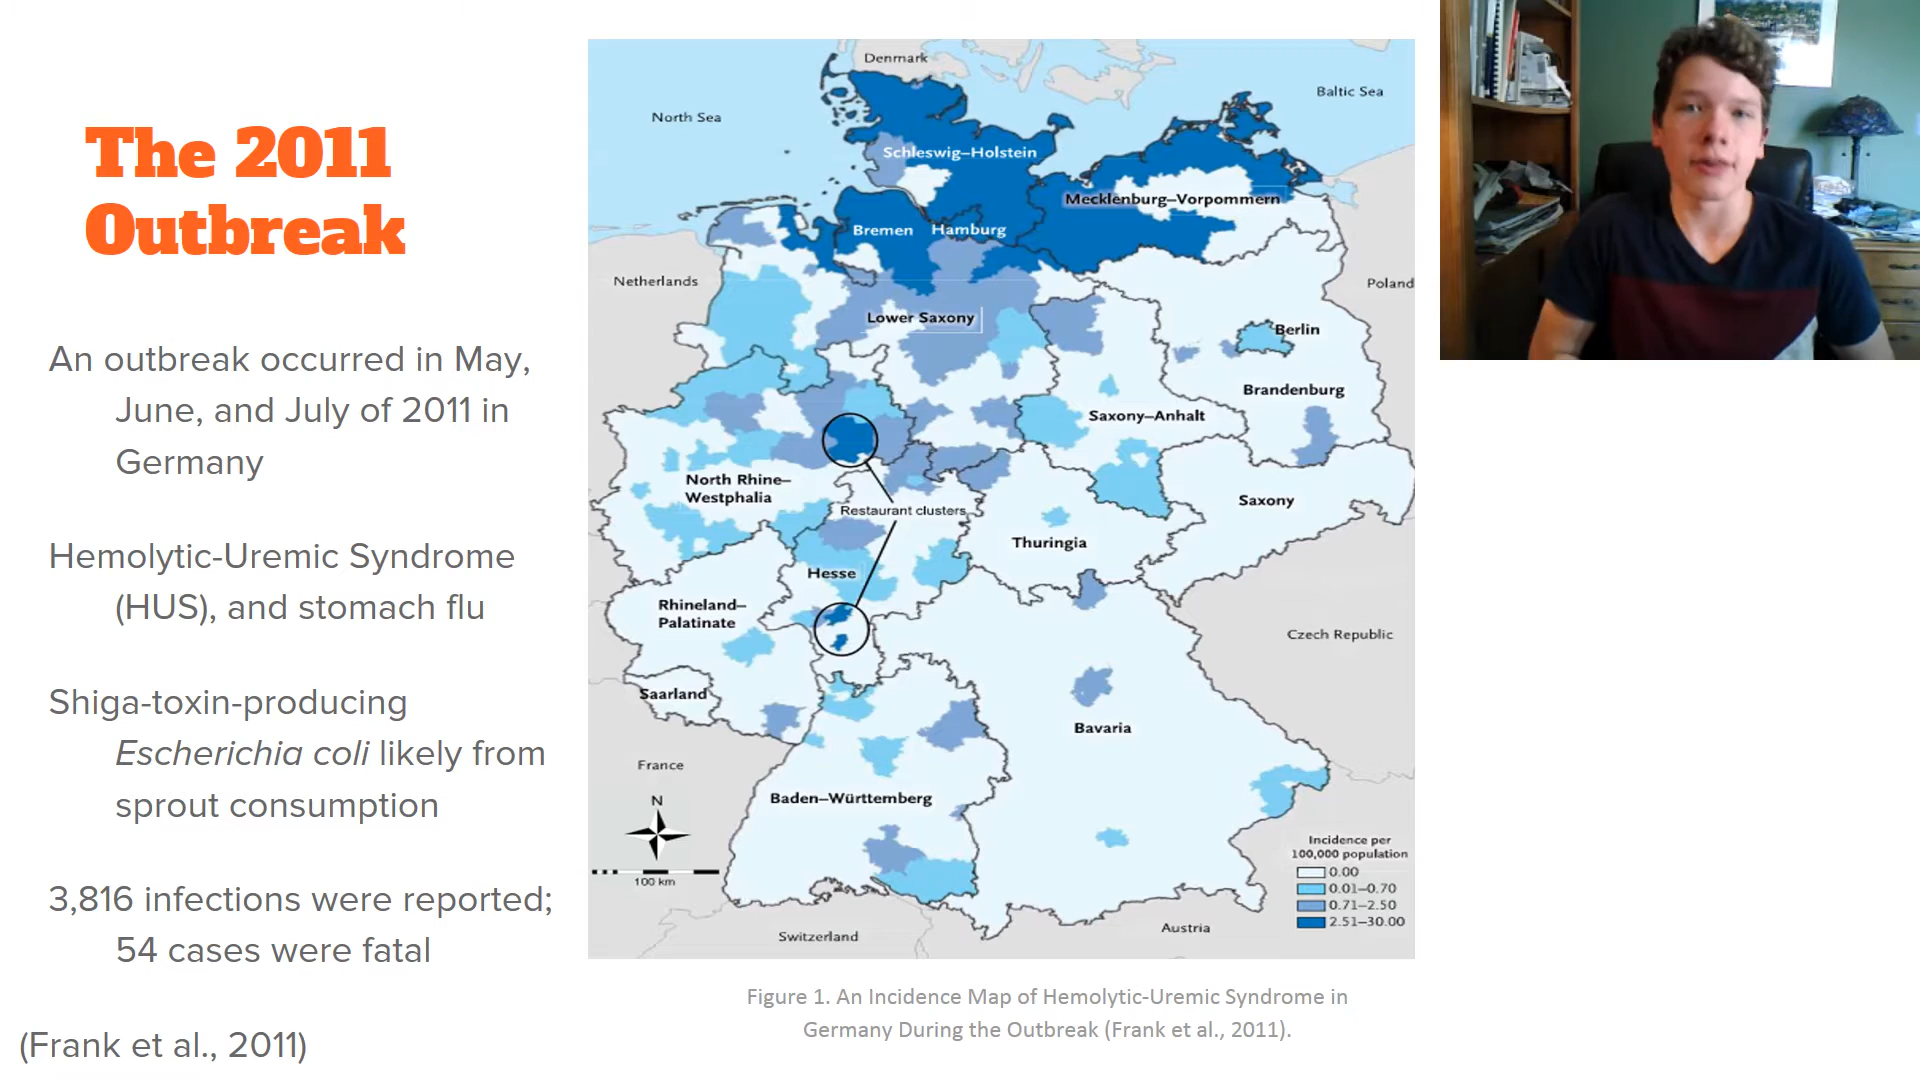 The 2011
Outbreak
An outbreak occurred in May,
June, and July of 2011 in
Germany
Hemolytic-Uremic Syndrome
(HUS), and stomach flu
Shiga-toxin-producing
Escherichia coli likely from
sprout consumption
3,816 infections were reported;
54 cases were fatal
(Frank et al., 2011)
Denmark
Baltic Sea
North Sea
Schleswig–Holstein
Mecklenburg–Vorpommern
Bremen
Hamburg
Netherlands
Poland
Lower Saxony
Berlin
Brandenburg
Saxony–Anhalt
North Rhine–
Westphalia
Saxony
Restaurant clusters
Thuringia
Hesse
Rhineland–
Palatinate
Czech Republic
Saarland
Bavaria
France
Baden–Württemberg
N
100 km
Incidence per
100,000 population
0.00
0.01–0.70
0.71–2.50
2.51–30.00
Switzerland
Austria
Figure 1. An Incidence Map of Hemolytic-Uremic Syndrome in
Germany During the Outbreak (Frank et al., 2011).